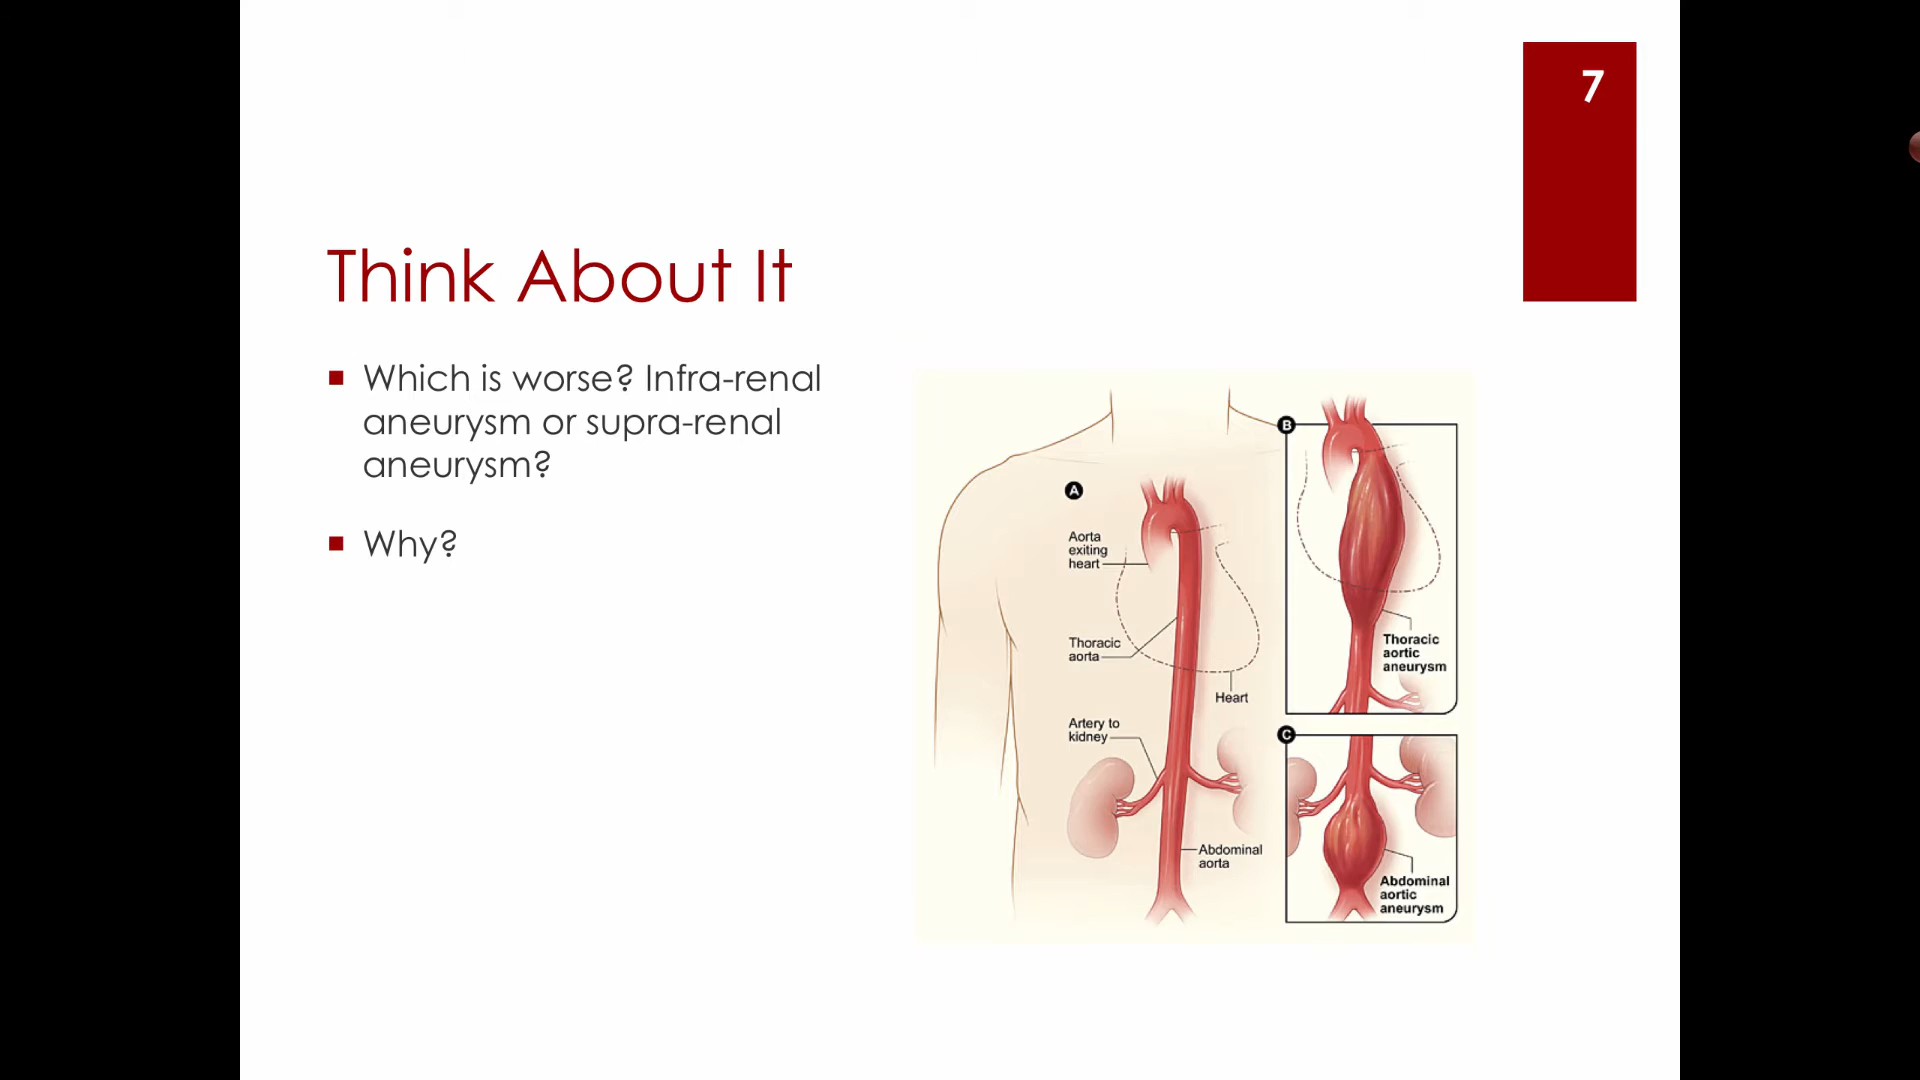 7
Think About It
Which is worse? Infra-renal
aneurysm or supra-renal
aneurysm?
Why?
A
Aorta
exiting
heart
Thoracic
aorta
Heart
Artery to
kidney
Abdominal
aorta
B
Thoracic
aortic
aneurysm
C
Abdominal
aortic
aneurysm